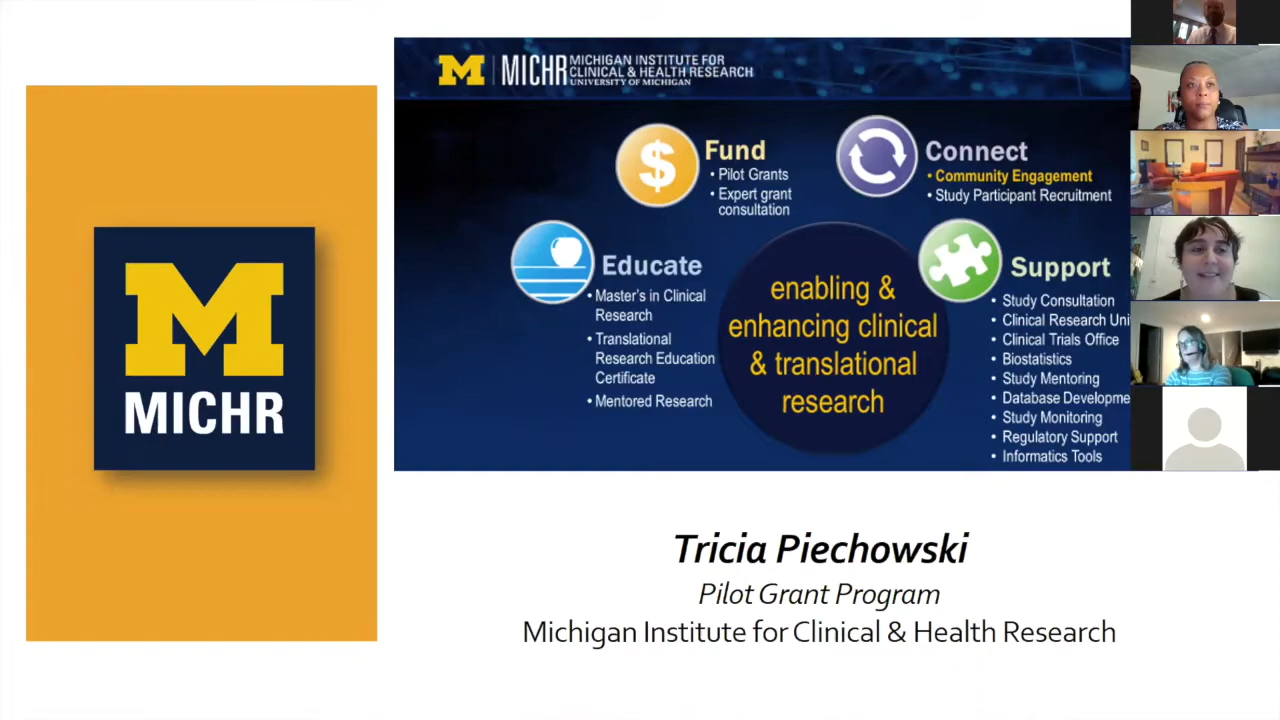 M
MICHR
M MICHR MICHIGAN INSTITUTE FOR
CLINICAL & HEALTH RESEARCH
UNIVERSITY OF MICHIGAN
Fund
• Pilot Grants
• Expert grant
consultation
Connect
• Community Engagement
• Study Participant Recruitment
Educate
• Master's in Clinical
Research
• Translational
Research Education
Certificate
• Mentored Research
enabling &
enhancing clinical
& translational
research
Support
• Study Consultation
• Clinical Research Uni
• Clinical Trials Office
• Biostatistics
• Study Mentoring
• Database Developme
• Study Monitoring
• Regulatory Support
• Informatics Tools
Tricia Piechowski
Pilot Grant Program
Michigan Institute for Clinical & Health Research